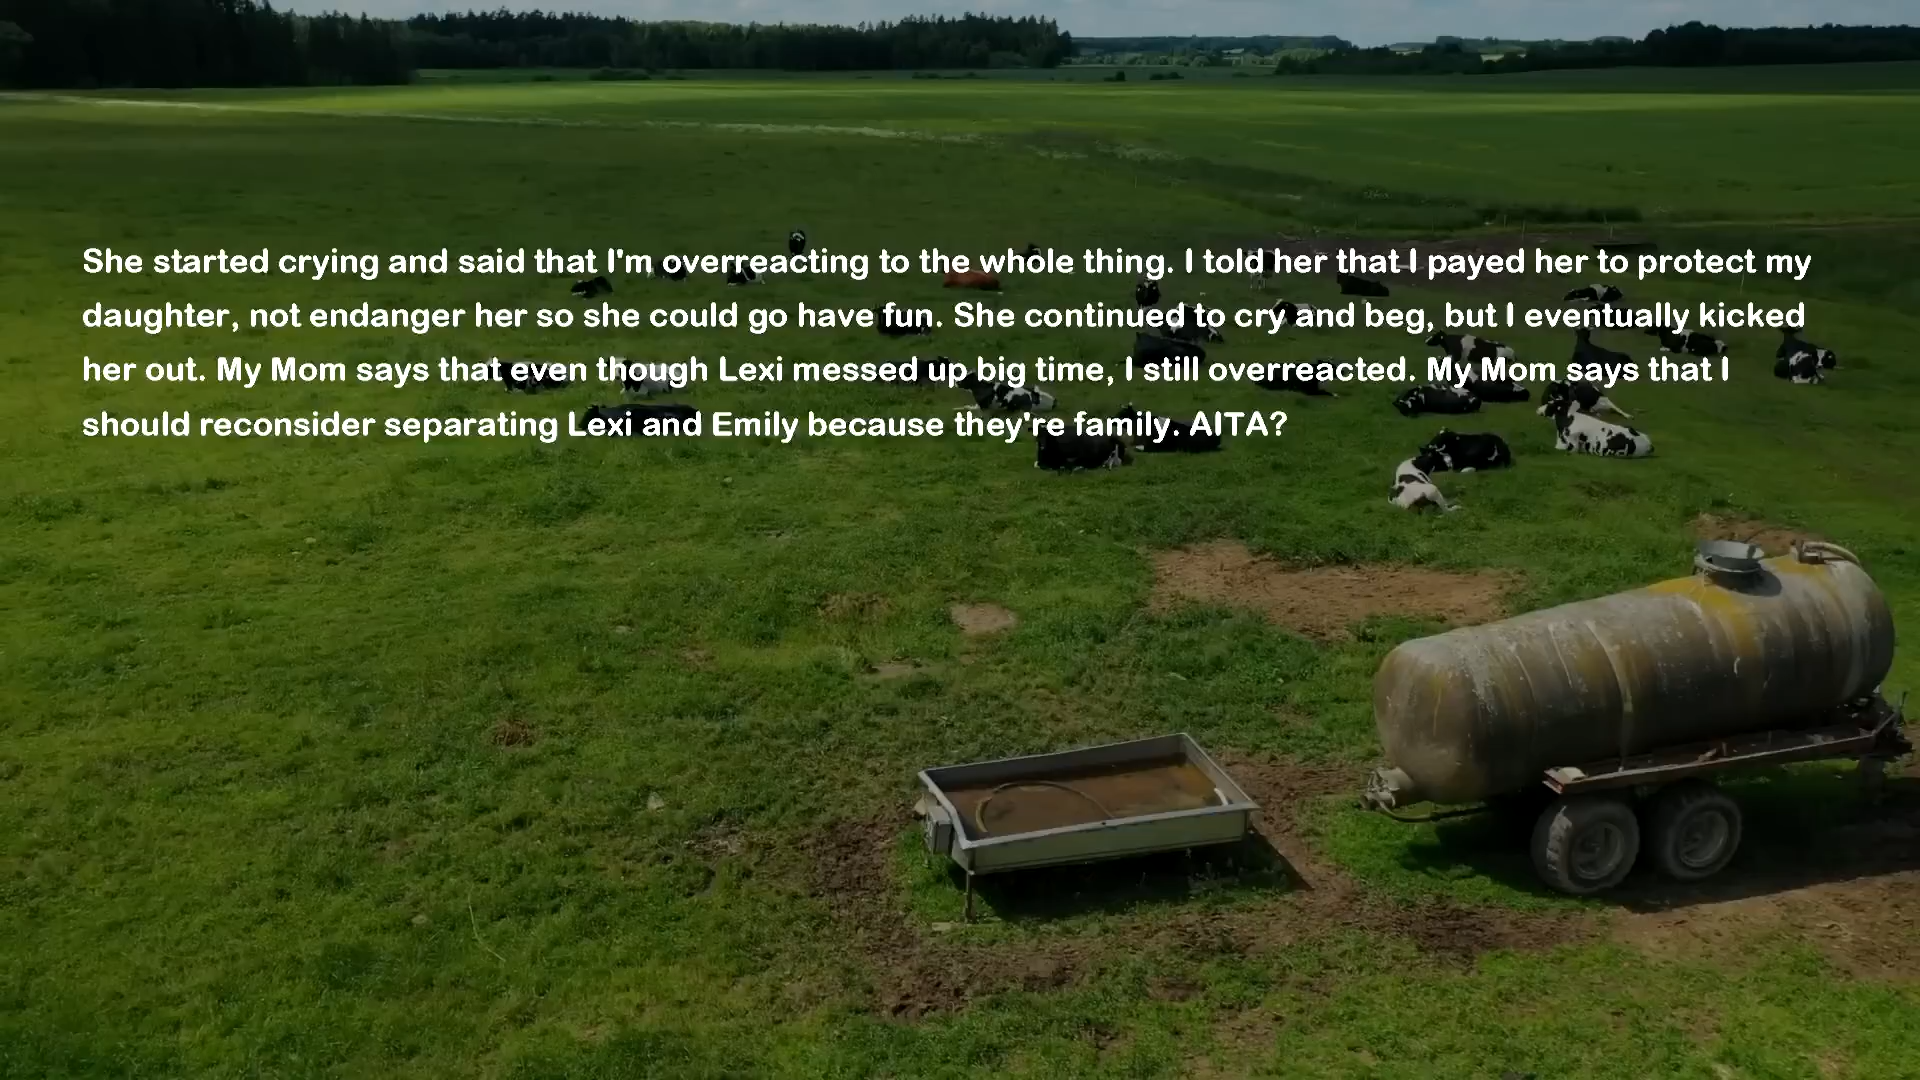 She started crying and said that I'm overreacting to the whole thing. I told her that I payed her to protect my
daughter, not endanger her so she could go have fun. She continued to cry and beg, but I eventually kicked
her out. My Mom says that even though Lexi messed up big time, I still overreacted. My Mom says that I
should reconsider separating Lexi and Emily because they're family. AITA?